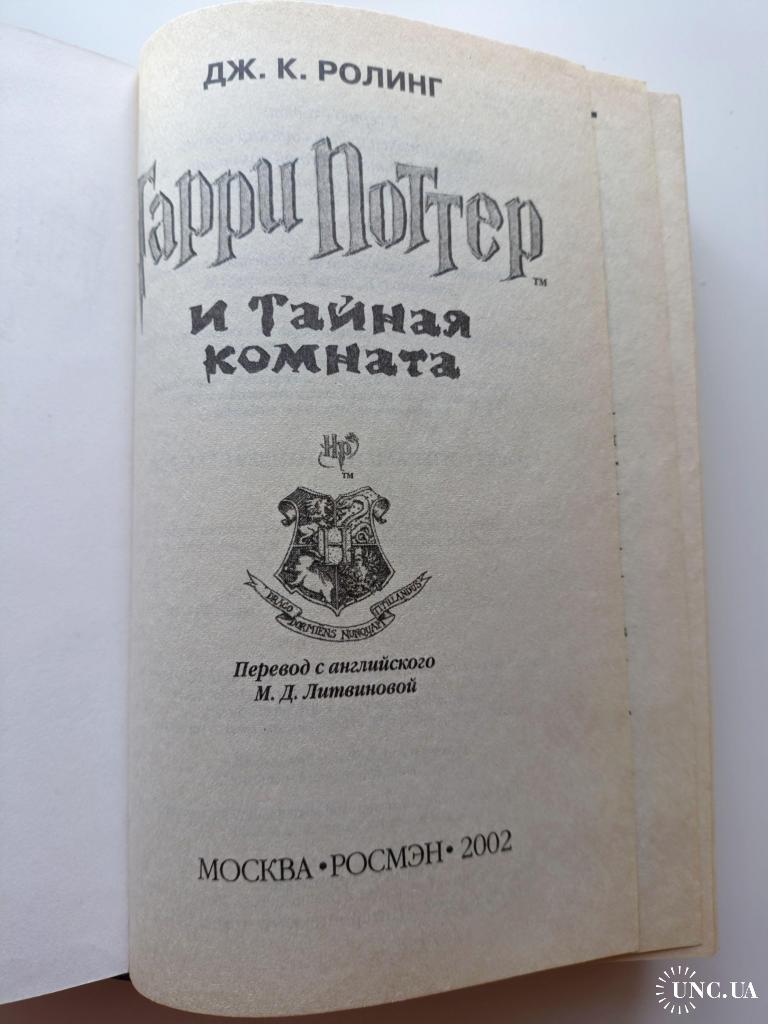 ДЖ. К. РОЛИНГ
Гарри Поттер
TM
и Тайная
комната
HP
TM
DRACO DORMIENS NUNQUAM TITILLANDUS
Перевод с английского
М. Д. Литвиновой
МОСКВА • РОСМЭН • 2002
UNC.UA